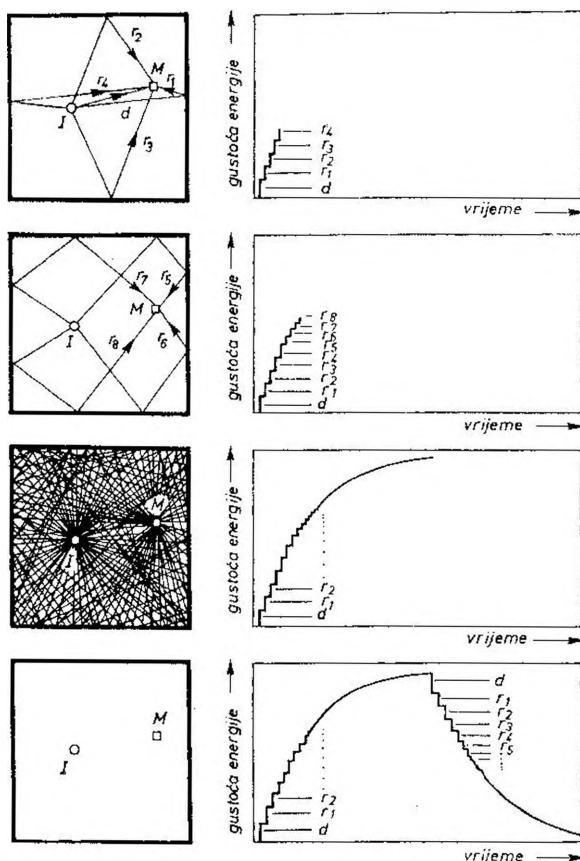 r₂
M
r₄
r₁
I
d
r₃
gustoća energije
r₄
r₃
r₂
r₁
d
vrijeme
r₇
r₅
M
I
r₈
r₆
gustoća energije
r₈
r₇
r₆
r₅
r₄
r₃
r₂
r₁
d
vrijeme
M
I
gustoća energije
r₂
r₁
d
vrijeme
M
I
gustoća energije
d
r₁
r₂
r₃
r₄
r₅
r₂
r₁
d
vrijeme